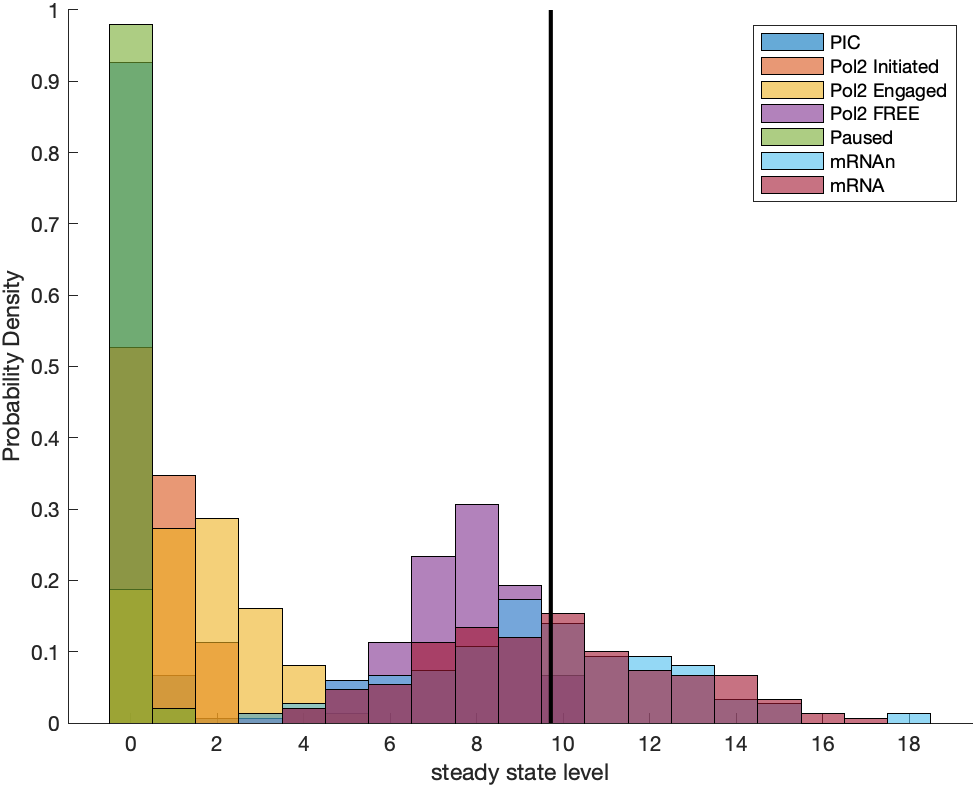 1
0.9
0.8
0.7
0.6
0.5
0.4
0.3
0.2
0.1
0
Probability Density
PIC
Pol2 Initiated
Pol2 Engaged
Pol2 FREE
Paused
mRNAn
mRNA
0 2 4 6 8 10 12 14 16 18
steady state level